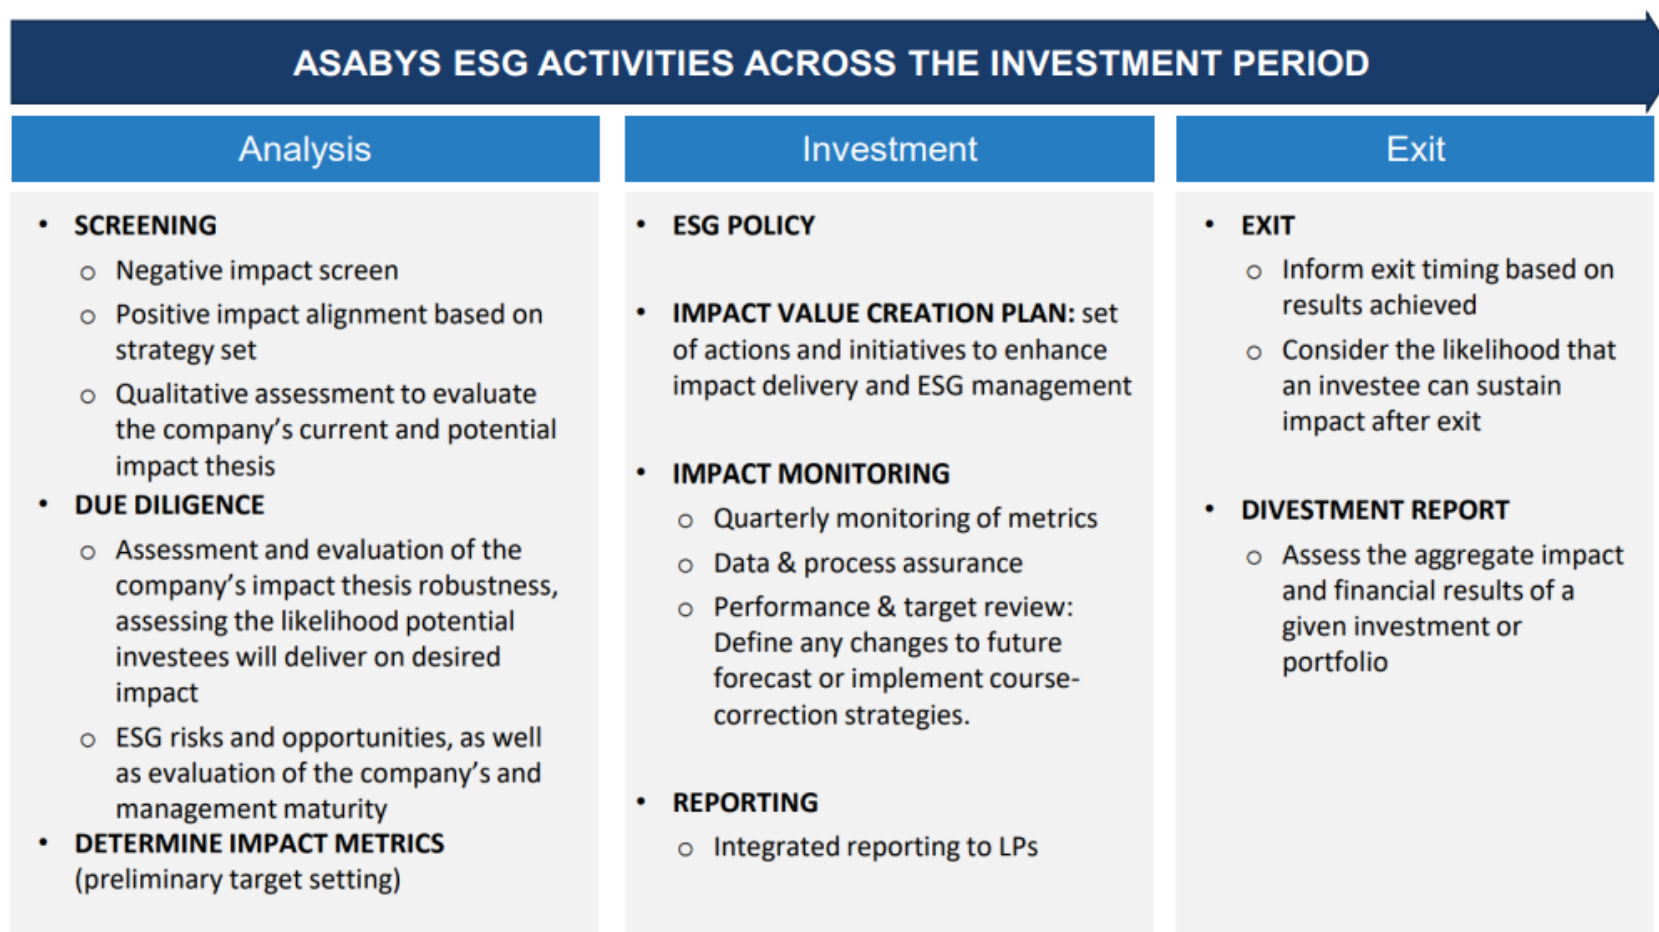 ASABYS ESG ACTIVITIES ACROSS THE INVESTMENT PERIOD
Analysis
• SCREENING
o Negative impact screen
o Positive impact alignment based on
strategy set
o Qualitative assessment to evaluate
the company's current and potential
impact thesis
• DUE DILIGENCE
o Assessment and evaluation of the
company's impact thesis robustness,
assessing the likelihood potential
investees will deliver on desired
impact
o ESG risks and opportunities, as well
as evaluation of the company's and
management maturity
• DETERMINE IMPACT METRICS
(preliminary target setting)
Investment
• ESG POLICY
• IMPACT VALUE CREATION PLAN: set
of actions and initiatives to enhance
impact delivery and ESG management
• IMPACT MONITORING
o Quarterly monitoring of metrics
o Data & process assurance
o Performance & target review:
Define any changes to future
forecast or implement course-
correction strategies.
• REPORTING
o Integrated reporting to LPs
Exit
• EXIT
o Inform exit timing based on
results achieved
o Consider the likelihood that
an investee can sustain
impact after exit
• DIVESTMENT REPORT
o Assess the aggregate impact
and financial results of a
given investment or
portfolio